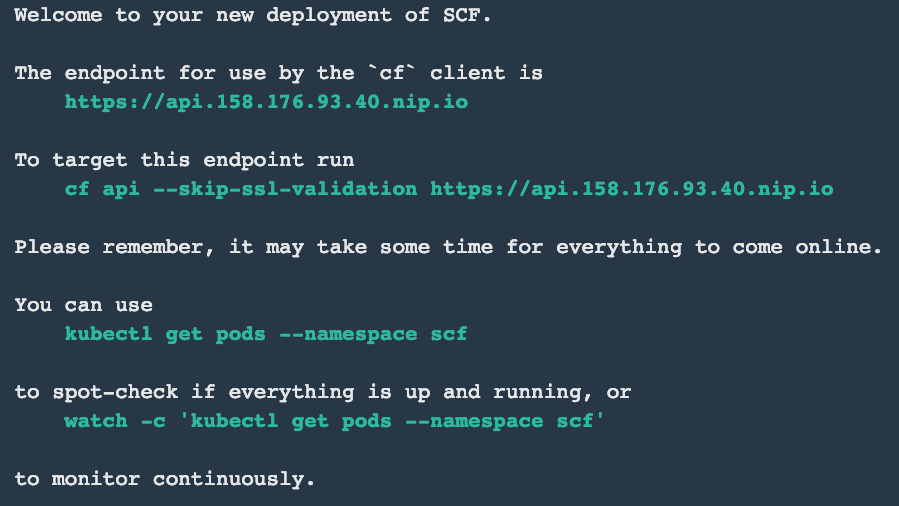 Welcome to your new deployment of SCF.
The endpoint for use by the `cf` client is
https://api.158.176.93.40.nip.io
To target this endpoint run
cf api --skip-ssl-validation https://api.158.176.93.40.nip.io
Please remember, it may take some time for everything to come online.
You can use
kubectl get pods --namespace scf
to spot-check if everything is up and running, or
watch -c 'kubectl get pods --namespace scf'
to monitor continuously.